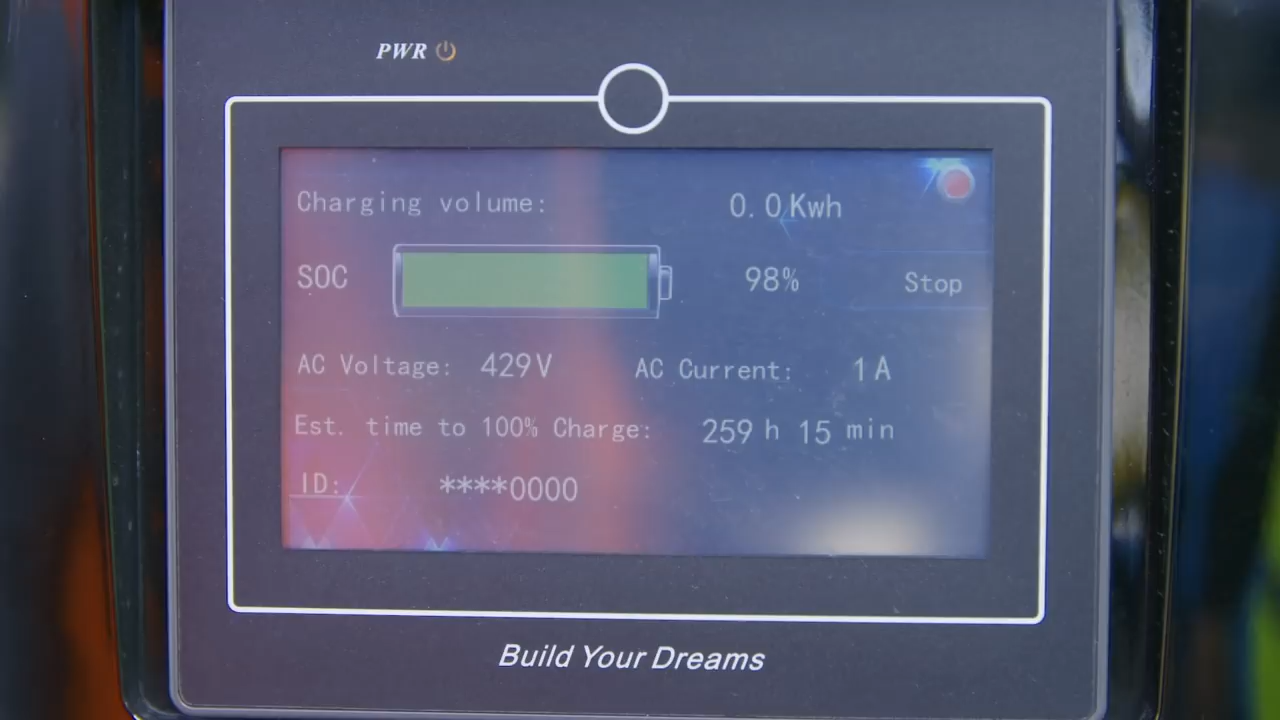 PWR
Charging volume: 0.0Kwh
SOC 98% Stop
AC Voltage: 429V AC Current: 1A
Est. time to 100% Charge: 259 h 15 min
ID: ****0000
Build Your Dreams